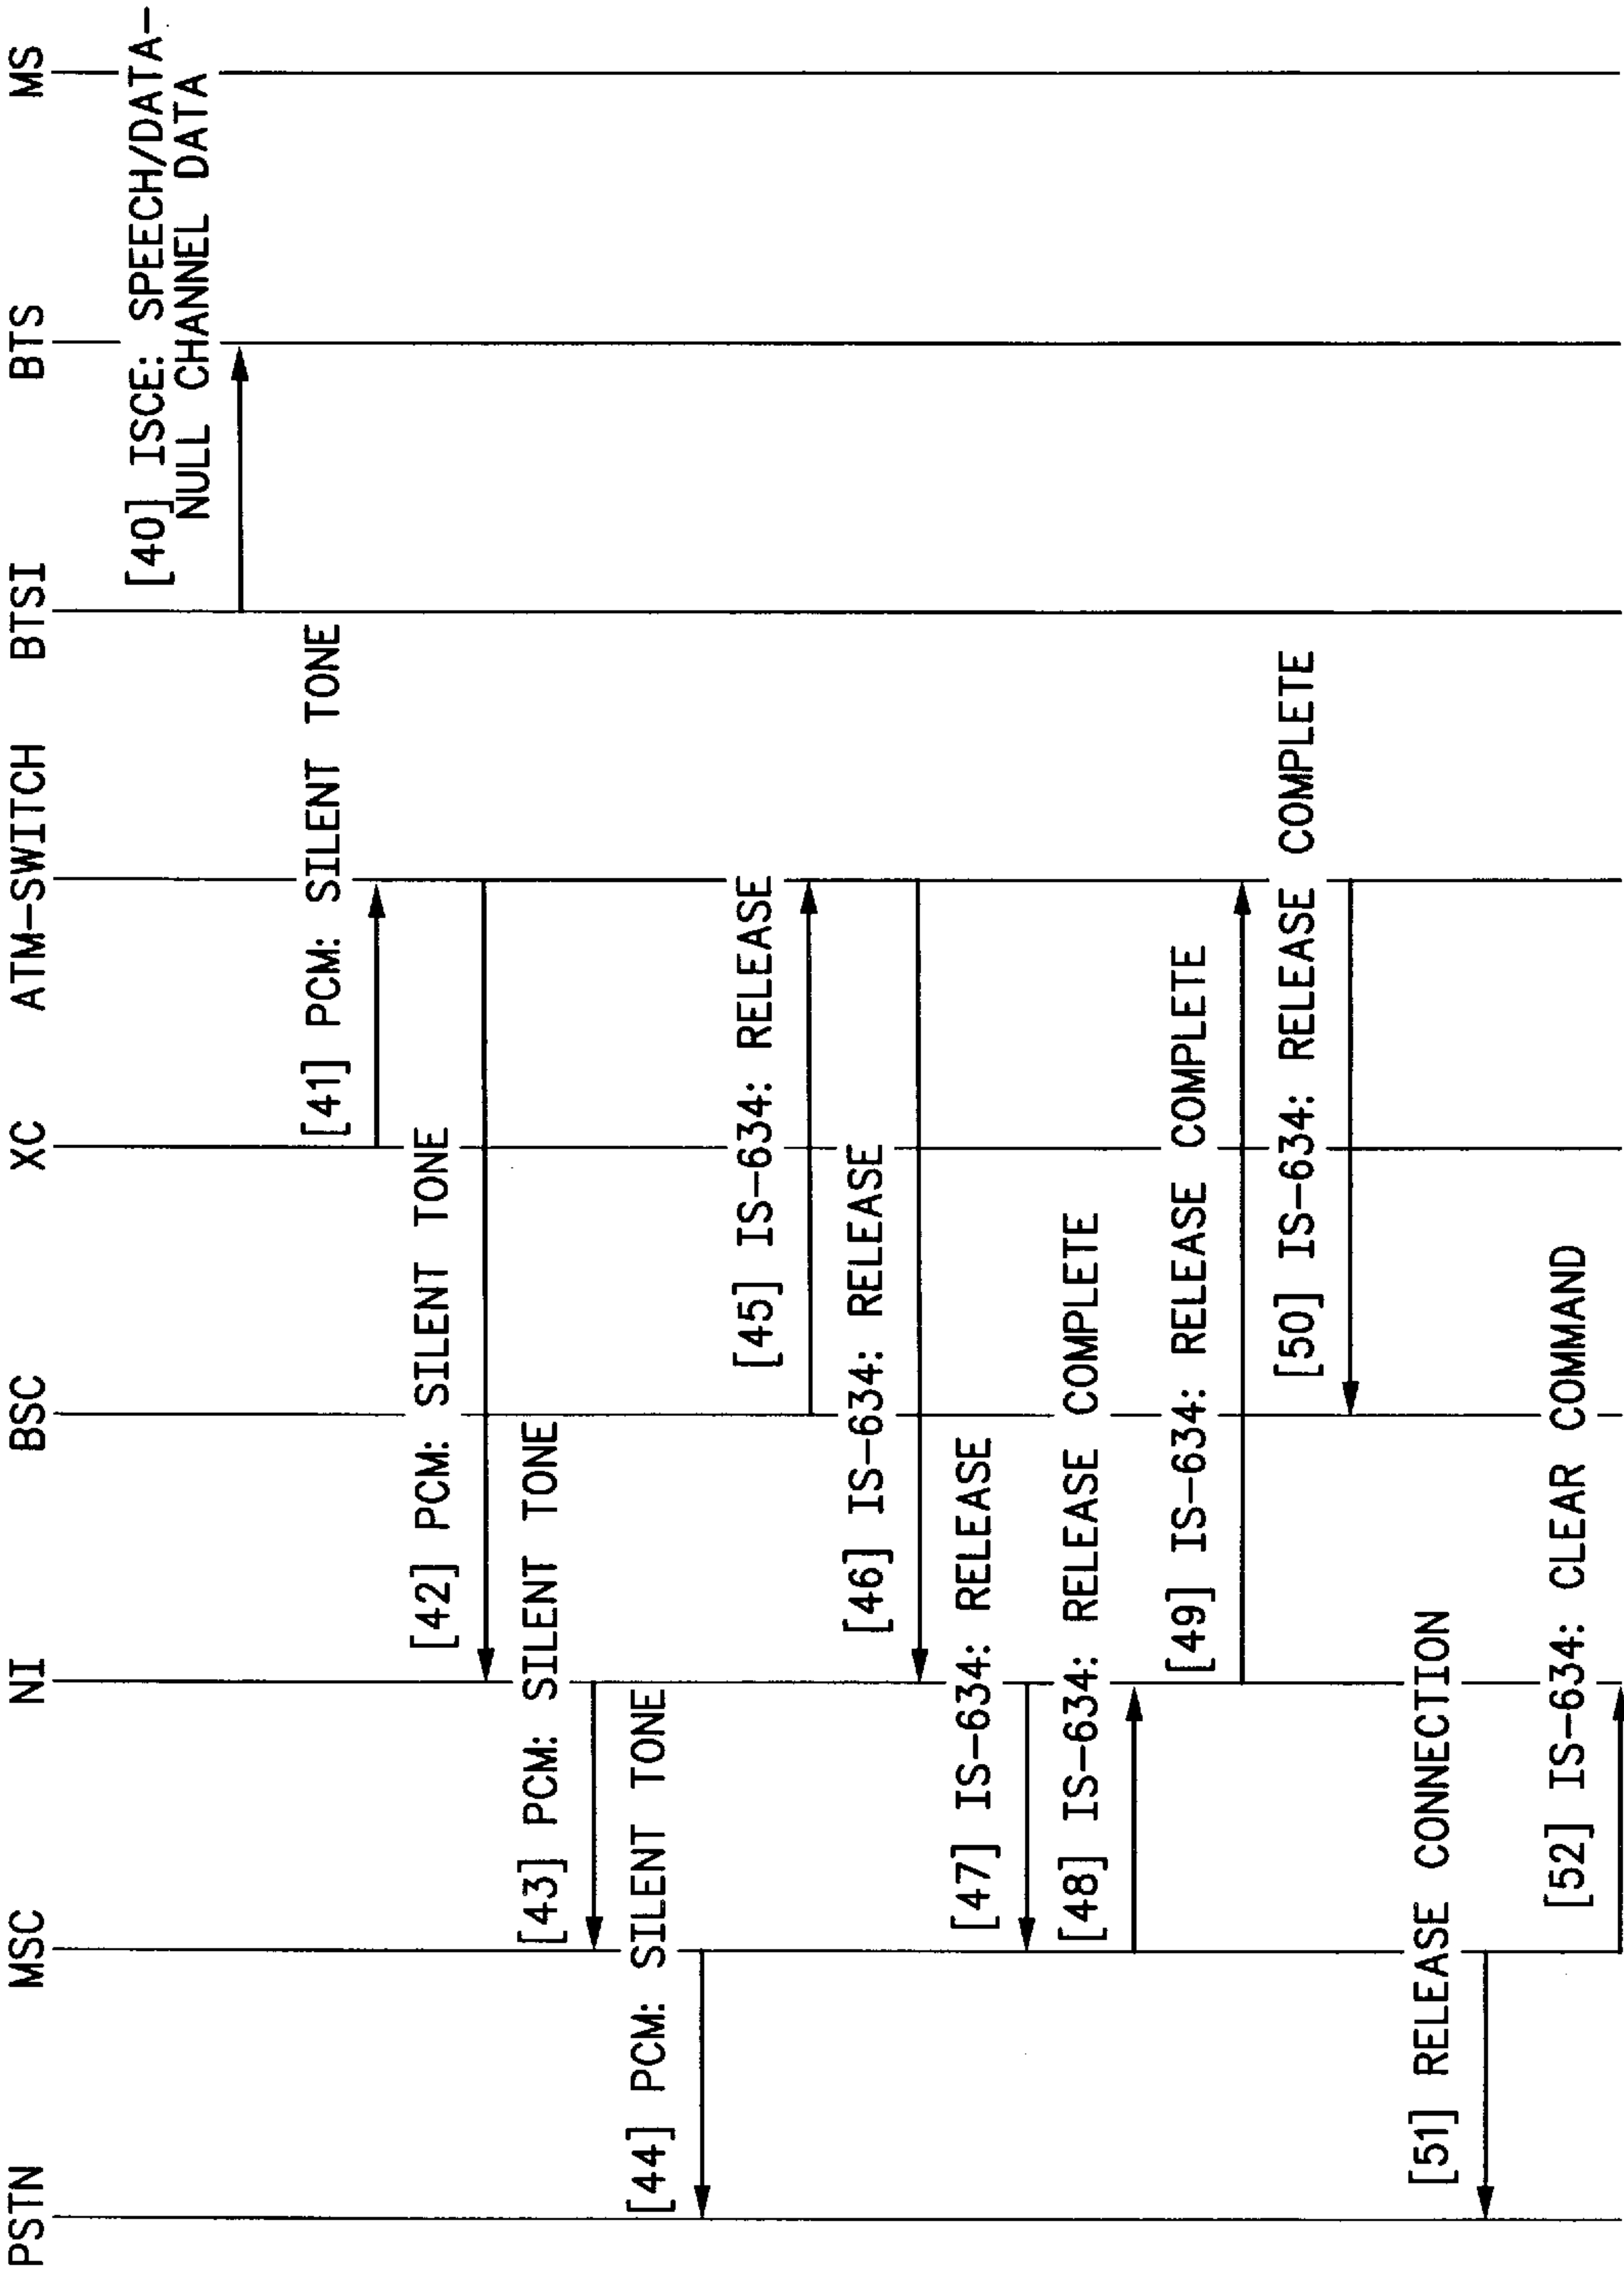 PSTN
MSC
NI
BSC
XC
ATM-SWITCH
BTSI
BTS
MS
[40] ISCE: SPEECH/DATA-
NULL CHANNEL DATA
[41] PCM: SILENT TONE
[42] PCM: SILENT TONE
[43] PCM: SILENT TONE
[44] PCM: SILENT TONE
[45] IS-634: RELEASE
[46] IS-634: RELEASE
[47] IS-634: RELEASE
[48] IS-634: RELEASE COMPLETE
[49] IS-634: RELEASE COMPLETE
[50] IS-634: RELEASE COMPLETE
[51] RELEASE CONNECTION
[52] IS-634: CLEAR COMMAND